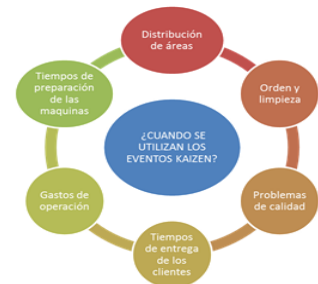 Distribución
de áreas
Orden y
limpieza
Problemas
de calidad
Tiempos
de entrega
de los
clientes
Gastos de
operación
Tiempos de
preparación
de las
maquinas
¿CUANDO SE
UTILIZAN LOS
EVENTOS KAIZEN?